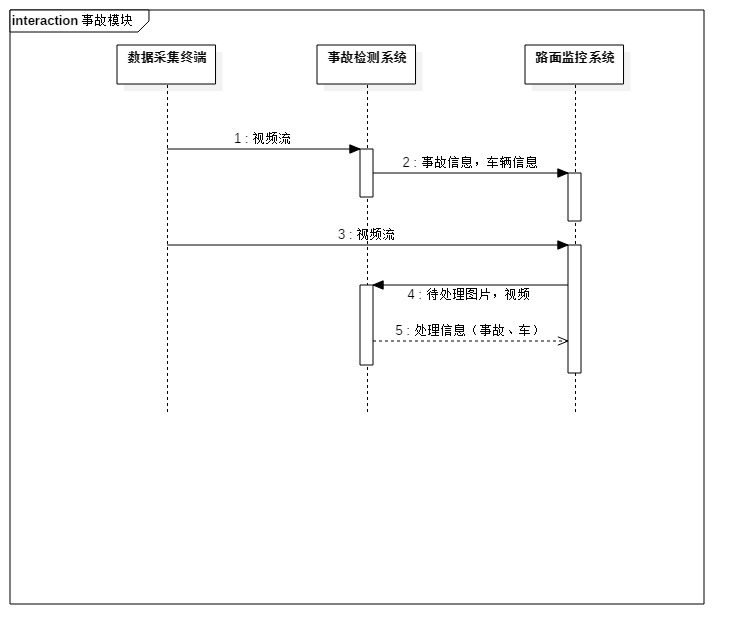 interaction 事故模块
数据采集终端
事故检测系统
路面监控系统
1 : 视频流
2 : 事故信息，车辆信息
3 : 视频流
4 : 待处理图片，视频
5 : 处理信息（事故、车）